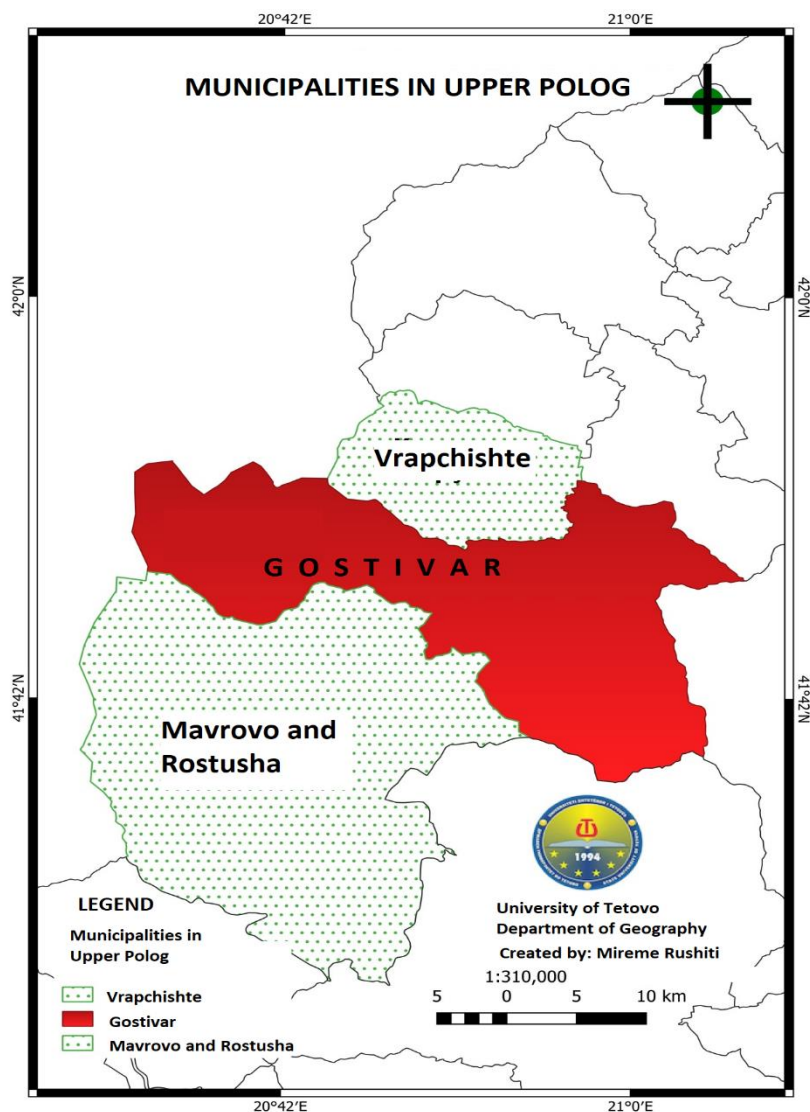 20°42'E
21°0'E
MUNICIPALITIES IN UPPER POLOG
42°0'N
42°0'N
Vrapchishte
G O S T I V A R
41°42'N
41°42'N
Mavrovo and
Rostusha
1994
LEGEND
Municipalities in
Upper Polog
Vrapchishte
Gostivar
Mavrovo and Rostusha
University of Tetovo
Department of Geography
Created by: Mireme Rushiti
1:310,000
5 0 5 10 km
20°42'E
21°0'E